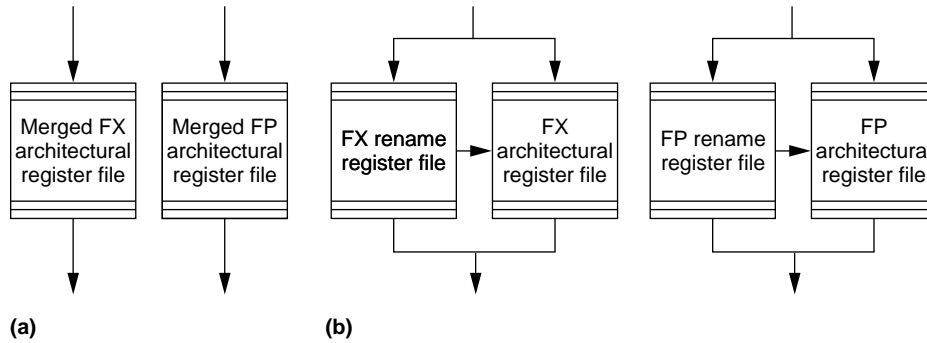 Merged FX
architectural
register file
Merged FP
architectural
register file
FX rename
register file
FX
architectural
register file
FP rename
register file
FP
architectural
register file
(a)
(b)